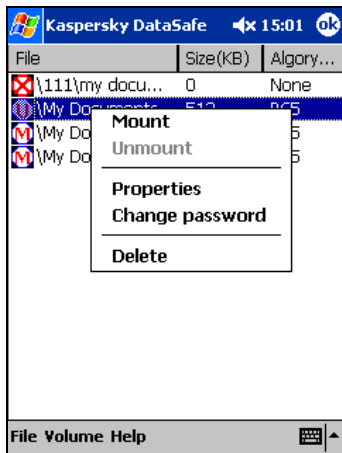 Kaspersky DataSafe 15:01 ok
File Size(KB) Algory...
\111\my docu... 0 None
\My Documents 512 RC5
\My Do 5
\My Do 5
Mount
Unmount
Properties
Change password
Delete
File Volume Help